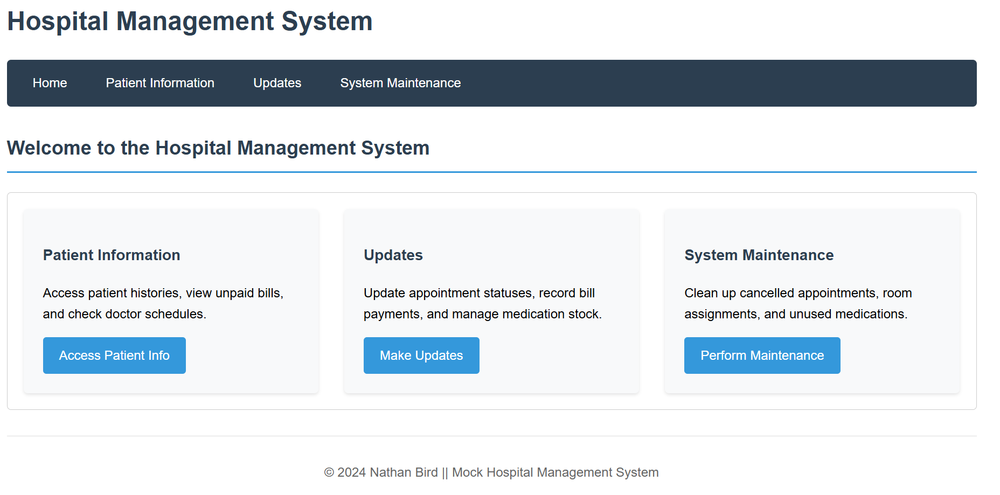 Hospital Management System
Home Patient Information Updates System Maintenance
Welcome to the Hospital Management System
Patient Information
Access patient histories, view unpaid bills,
and check doctor schedules.
Access Patient Info
Updates
Update appointment statuses, record bill
payments, and manage medication stock.
Make Updates
System Maintenance
Clean up cancelled appointments, room
assignments, and unused medications.
Perform Maintenance
© 2024 Nathan Bird || Mock Hospital Management System